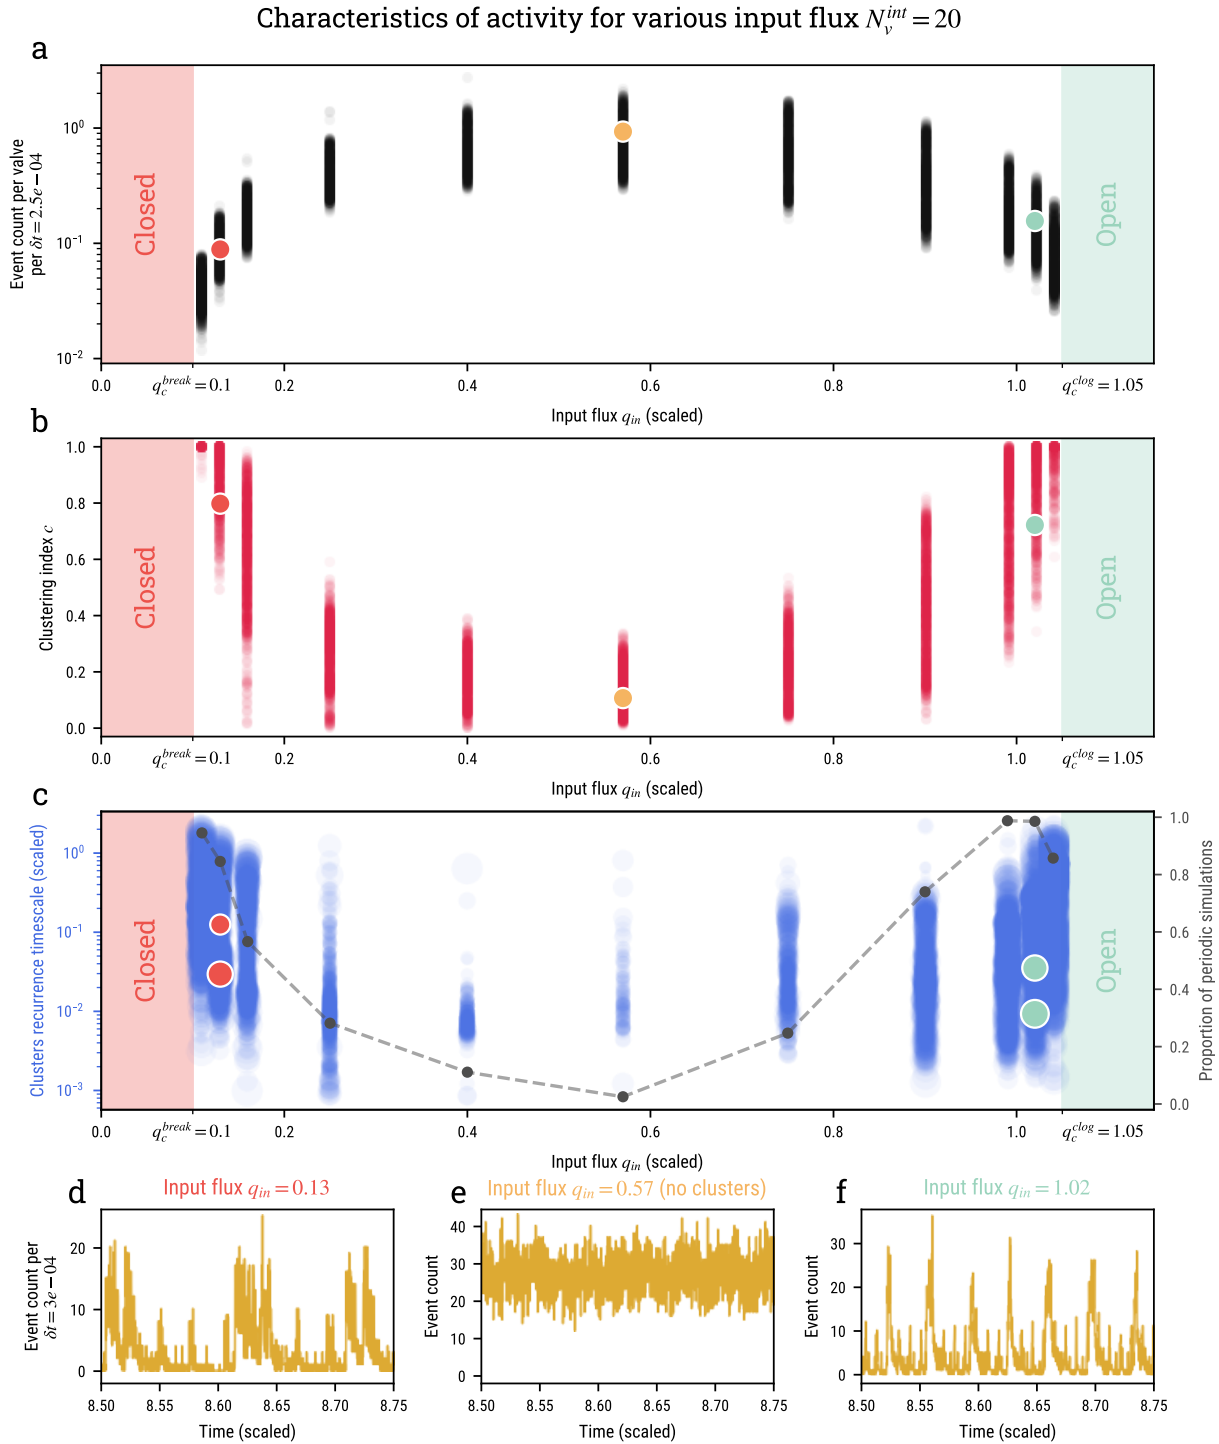 Characteristics of activity for various input flux N_v^{int} = 20
a
Event count per valve
per δt = 2.5e−04
10⁰
10⁻¹
10⁻²
Closed
Open
0.0 0.2 0.4 0.6 0.8 1.0
q_c^{break} = 0.1 q_c^{clog} = 1.05
Input flux q_{in} (scaled)
b
Clustering index c
1.0
0.8
0.6
0.4
0.2
0.0
Closed
Open
0.0 0.2 0.4 0.6 0.8 1.0
q_c^{break} = 0.1 q_c^{clog} = 1.05
Input flux q_{in} (scaled)
c
Clusters recurrence timescale (scaled)
10⁰
10⁻¹
10⁻²
10⁻³
Closed
Open
1.0
0.8
0.6
0.4
0.2
0.0
Proportion of periodic simulations
0.0 0.2 0.4 0.6 0.8 1.0
q_c^{break} = 0.1 q_c^{clog} = 1.05
Input flux q_{in} (scaled)
d
Input flux q_{in} = 0.13
Event count per
δt = 3e−04
20
10
0
8.50 8.55 8.60 8.65 8.70 8.75
Time (scaled)
e
Input flux q_{in} = 0.57 (no clusters)
Event count
40
30
20
10
0
8.50 8.55 8.60 8.65 8.70 8.75
Time (scaled)
f
Input flux q_{in} = 1.02
Event count
30
20
10
0
8.50 8.55 8.60 8.65 8.70 8.75
Time (scaled)